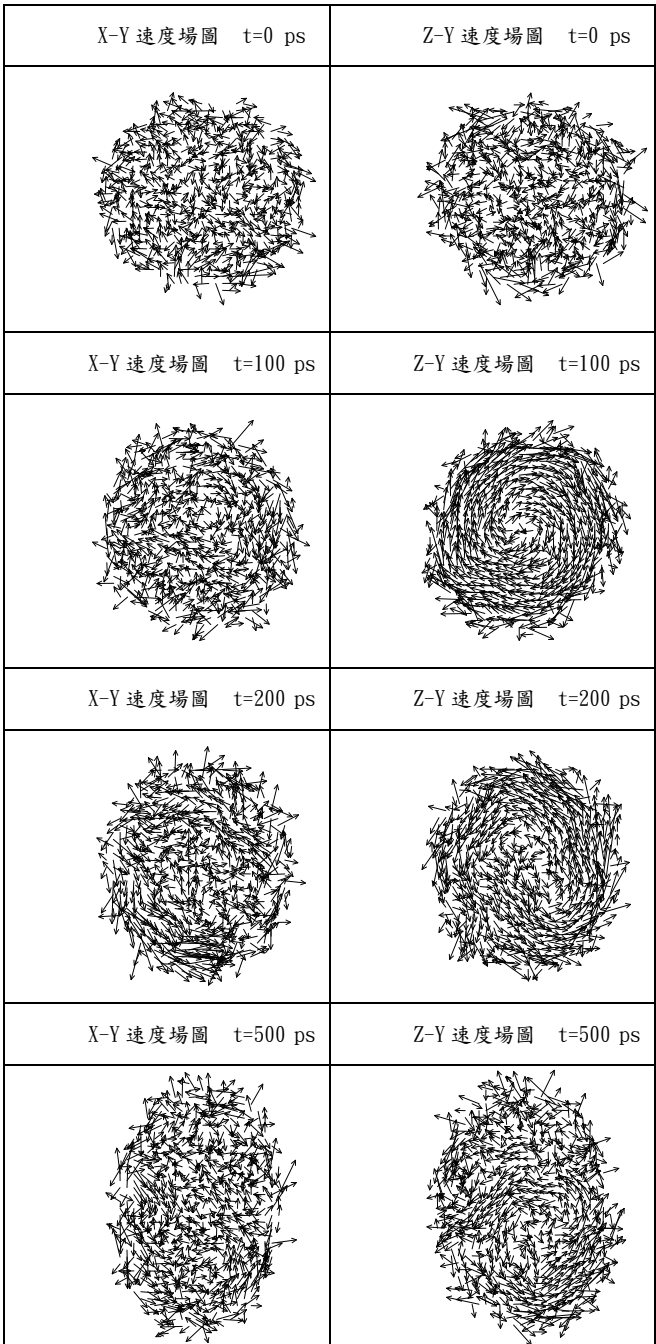 X-Y 速度場圖 t=0 ps
Z-Y 速度場圖 t=0 ps
X-Y 速度場圖 t=100 ps
Z-Y 速度場圖 t=100 ps
X-Y 速度場圖 t=200 ps
Z-Y 速度場圖 t=200 ps
X-Y 速度場圖 t=500 ps
Z-Y 速度場圖 t=500 ps